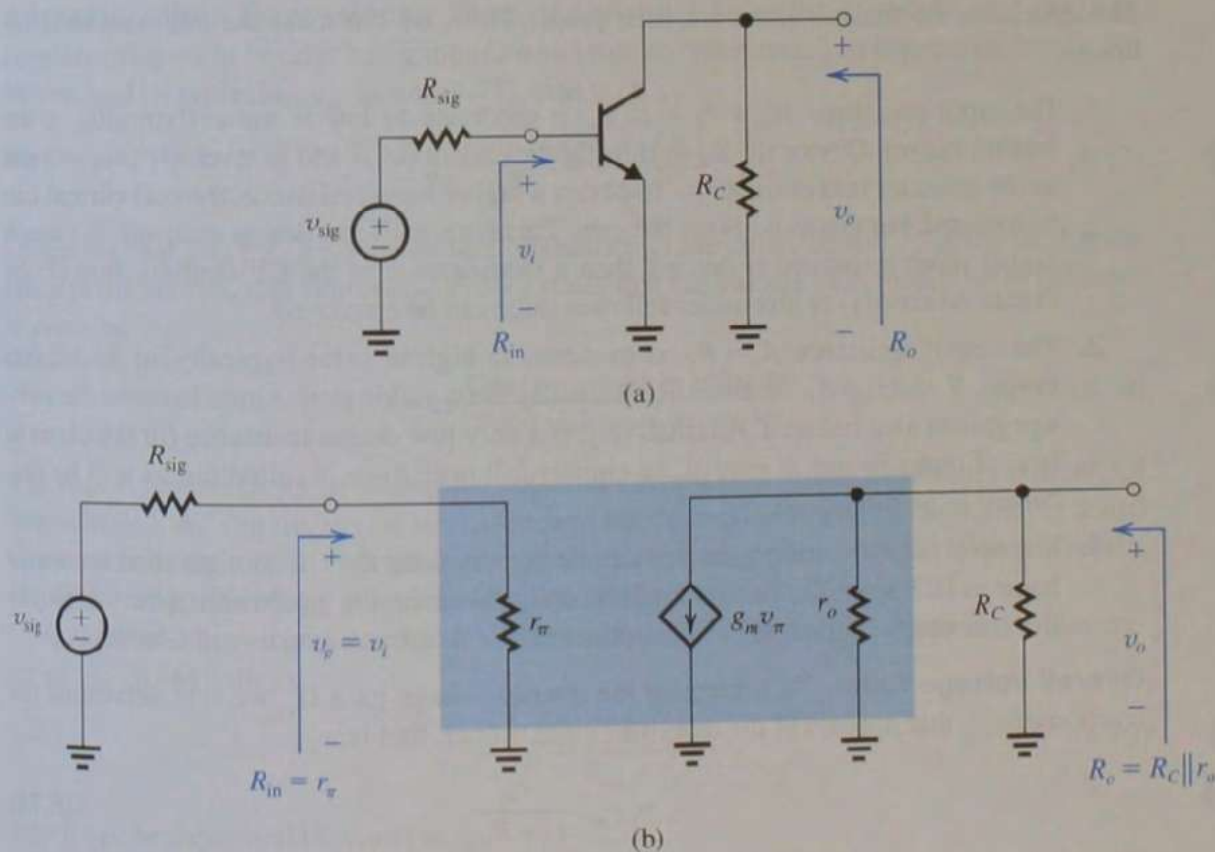 R_sig
v_sig
+
−
+
v_i
−
R_in
R_C
+
v_o
−
R_o
(a)
R_sig
v_sig
+
−
+
v_p = v_i
−
R_in = r_π
r_π
g_m v_π
r_o
R_C
+
v_o
−
R_o = R_C || r_o
(b)